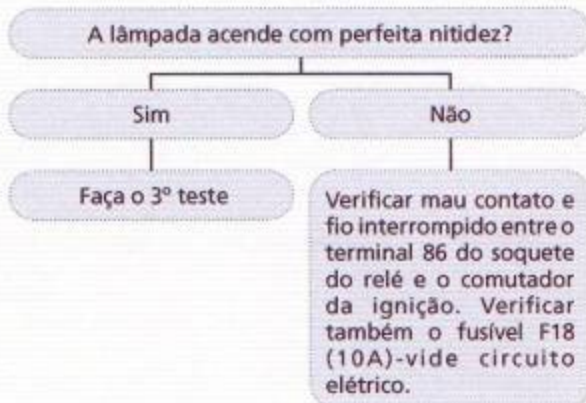 A lâmpada acende com perfeita nitidez?
Sim
Não
Faça o 3º teste
Verificar mau contato e
fio interrompido entre o
terminal 86 do soquete
do relé e o comutador
da ignição. Verificar
também o fusível F18
(10A)-vide circuito
elétrico.